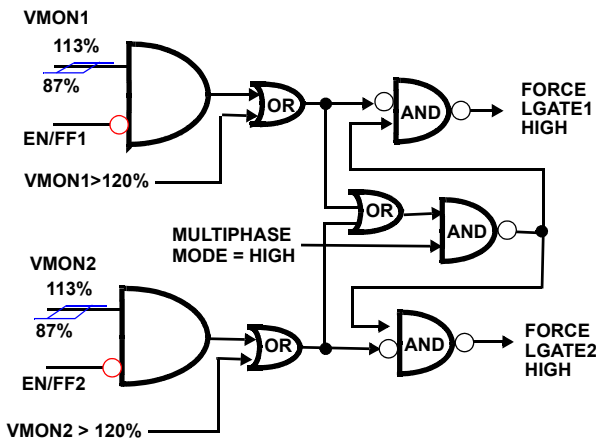 VMON1
113%
87%
EN/FF1
VMON1>120%
OR
AND
FORCE
LGATE1
HIGH
OR
AND
MULTIPHASE
MODE = HIGH
VMON2
113%
87%
EN/FF2
VMON2 > 120%
OR
AND
FORCE
LGATE2
HIGH